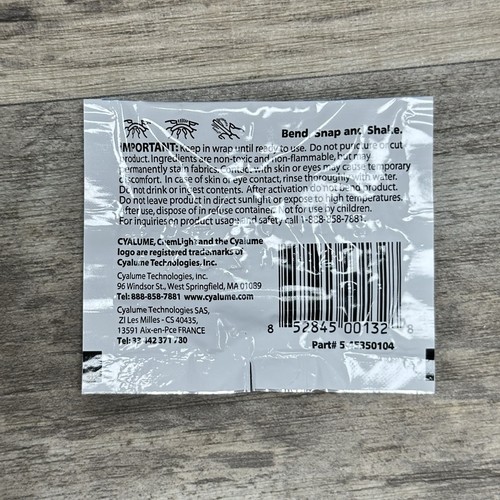 Bend, Snap and Shake.
IMPORTANT: Keep in wrap until ready to use. Do not puncture or cut
product. Ingredients are non-toxic and non-flammable, but may
permanently stain fabrics. Contact with skin or eyes may cause temporary
discomfort. In case of skin or eye contact, rinse thoroughly with water.
Do not drink or ingest contents. After activation do not bend product.
Do not leave product in direct sunlight or expose to high temperatures.
After use, dispose of in refuse container. Not for use by children.
For inquiries on product usage and safety call 1-888-858-7881.
CYALUME, ChemLight and the Cyalume
logo are registered trademarks of
Cyalume Technologies, Inc.
Cyalume Technologies, Inc.
96 Windsor St., West Springfield, MA 01089
Tel: 888-858-7881 www.cyalume.com
Cyalume Technologies SAS,
ZI Les Milles - CS 40435,
13591 Aix-en-Pce FRANCE
Tel: 33 442 371 780
8 52845 00132 8
Part# 5-15350104